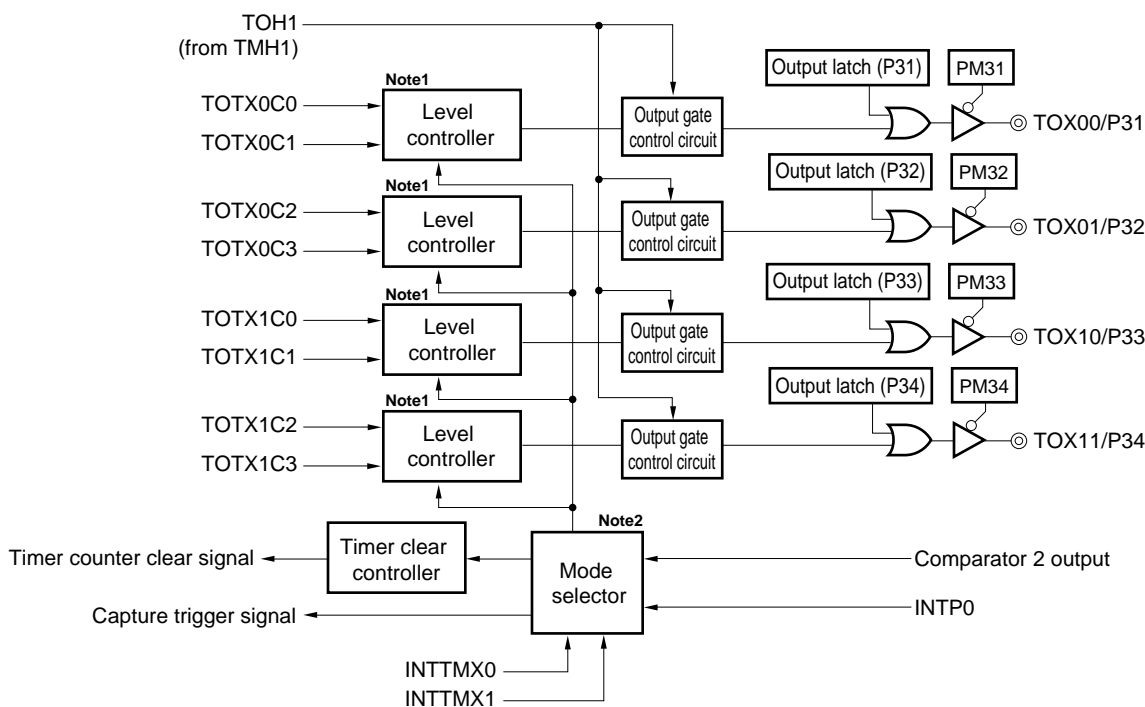 TOH1
(from TMH1)
Output latch (P31)
PM31
Note1
TOTX0C0
TOTX0C1
Level
controller
Output gate
control circuit
TOX00/P31
Output latch (P32)
PM32
Note1
TOTX0C2
TOTX0C3
Level
controller
Output gate
control circuit
TOX01/P32
Output latch (P33)
PM33
Note1
TOTX1C0
TOTX1C1
Level
controller
Output gate
control circuit
TOX10/P33
Output latch (P34)
PM34
Note1
TOTX1C2
TOTX1C3
Level
controller
Output gate
control circuit
TOX11/P34
Note2
Timer counter clear signal
Timer clear
controller
Mode
selector
Comparator 2 output
Capture trigger signal
INTP0
INTTMX0
INTTMX1